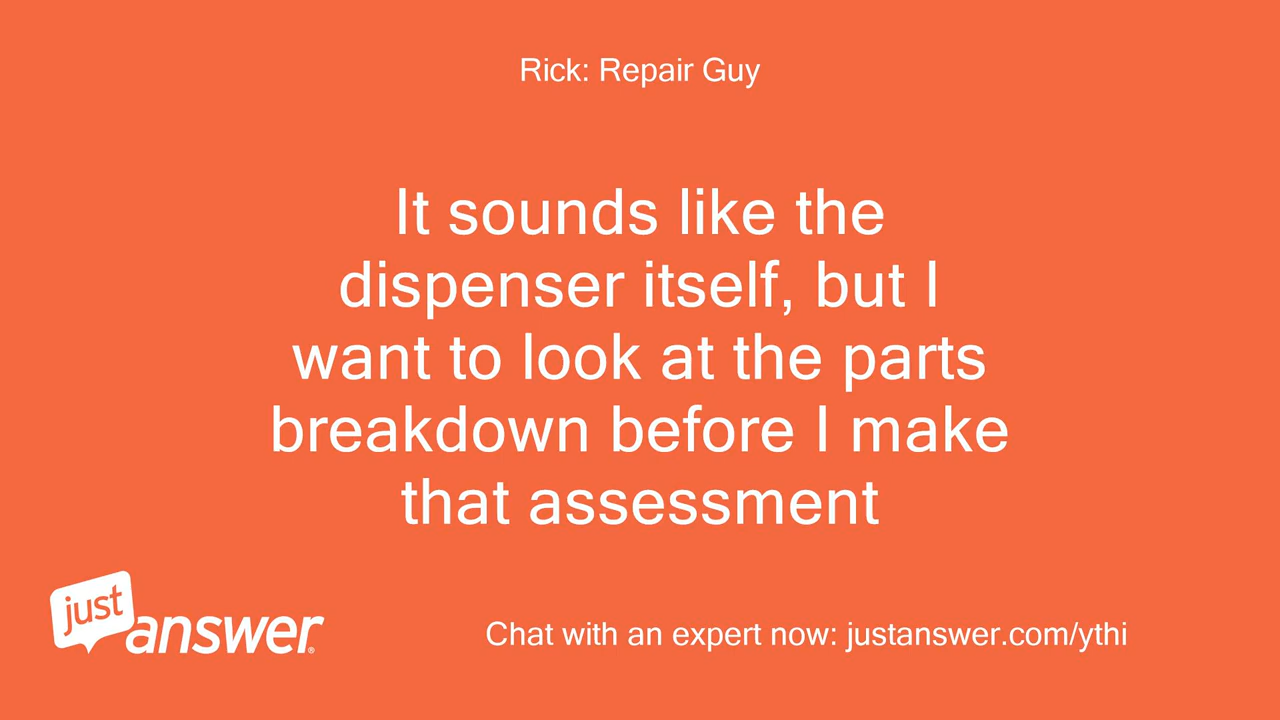 Rick: Repair Guy
It sounds like the
dispenser itself, but I
want to look at the parts
breakdown before I make
that assessment
just
answer®
Chat with an expert now: justanswer.com/ythi